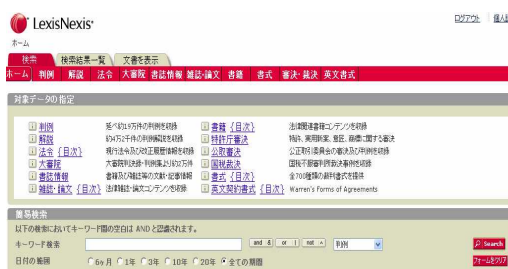 LexisNexis®
ログアウト 個人
ホーム
検索 検索結果一覧 文書を表示
ホーム 判例 解説 法令 大審院 書誌情報 雑誌・論文 書籍 書式 審決・裁決 英文書式
対象データの指定
判例 延べ約19万件の判例を収録 書籍 {目次} 法律関連書籍コンテンツを収録
解説 約4万2千件の判例解説を収録 特許庁審決 特許、実用新案、意匠、商標に関する審決
法令 {目次} 現行法令及び改正履歴情報を収録 公取審決 公正取引委員会の審決及び判例を収録
大審院 大審院判決録・判例集より約2万件 国税裁決 国税不服審判所裁決事例を収録
書誌情報 書籍及び雑誌等の文献・記事情報 書式 {目次} 全700種類の裁判書式を提供
雑誌・論文 {目次} 法律雑誌・論文コンテンツを収録 英文契約書式 {目次} Warren's Forms of Agreements
簡易検索
以下の検索においてキーワード間の空白は AND と認識されます。
キーワード検索 and & or | not ^ 判例 Search
日付の範囲 6ヶ月 1年 3年 10年 20年 全ての期間 フォームをクリア